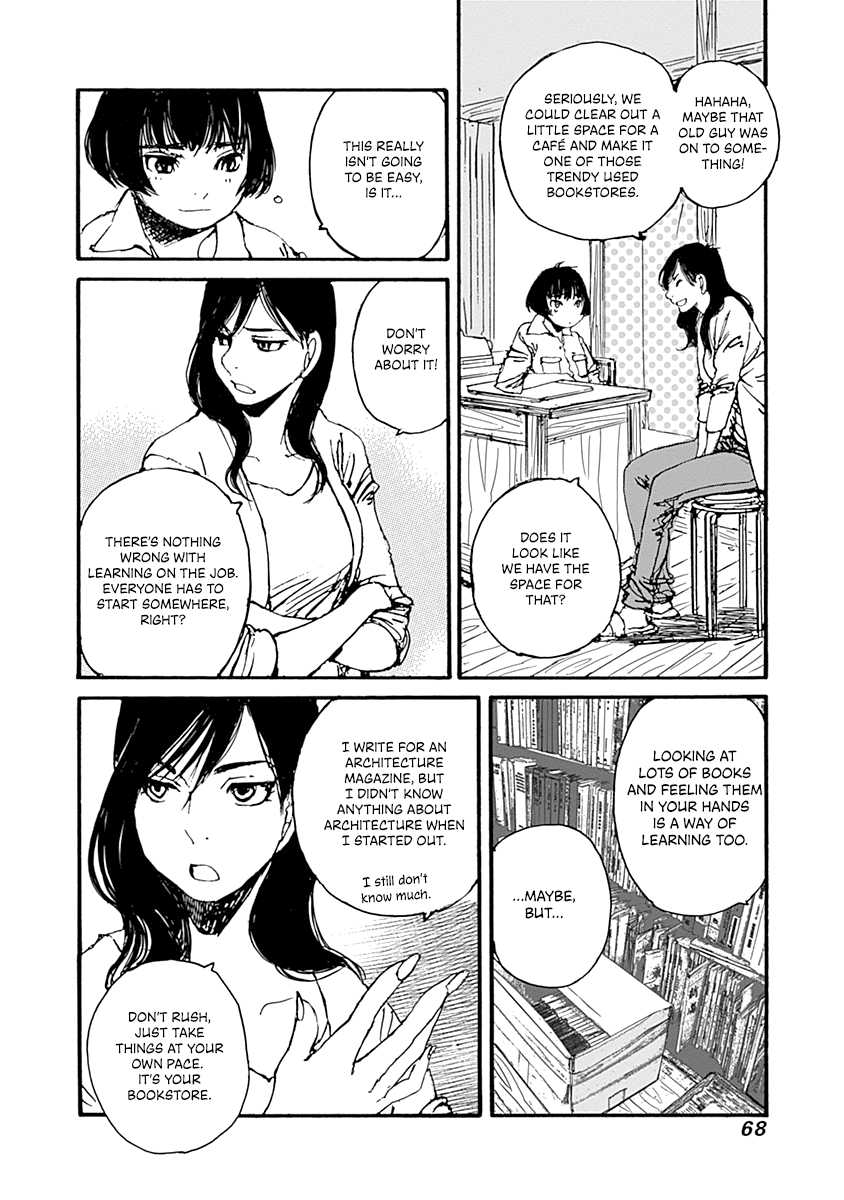 HAHAHA,
MAYBE THAT
OLD GUY WAS
ON TO SOME-
THING!
SERIOUSLY, WE
COULD CLEAR OUT A
LITTLE SPACE FOR A
CAFÉ AND MAKE IT
ONE OF THOSE
TRENDY USED
BOOKSTORES.
DOES IT
LOOK LIKE
WE HAVE THE
SPACE FOR
THAT?
THIS REALLY
ISN'T GOING
TO BE EASY,
IS IT...
DON'T
WORRY
ABOUT IT!
THERE'S NOTHING
WRONG WITH
LEARNING ON THE JOB.
EVERYONE HAS TO
START SOMEWHERE,
RIGHT?
LOOKING AT
LOTS OF BOOKS
AND FEELING THEM
IN YOUR HANDS
IS A WAY OF
LEARNING TOO.
...MAYBE,
BUT...
I WRITE FOR AN
ARCHITECTURE
MAGAZINE, BUT
I DIDN'T KNOW
ANYTHING ABOUT
ARCHITECTURE WHEN
I STARTED OUT.
I still don't
know much.
DON'T RUSH,
JUST TAKE
THINGS AT YOUR
OWN PACE.
IT'S YOUR
BOOKSTORE.
68